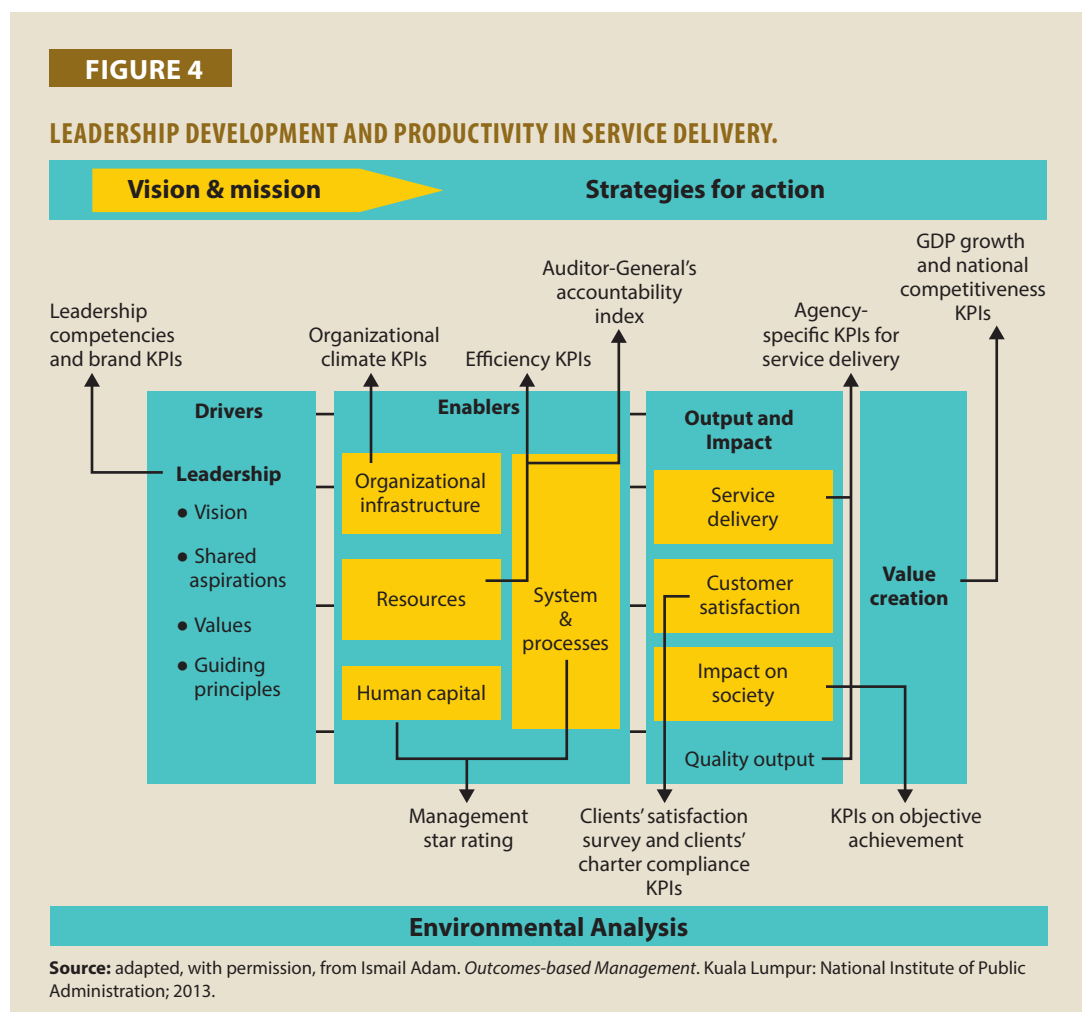 FIGURE 4
LEADERSHIP DEVELOPMENT AND PRODUCTIVITY IN SERVICE DELIVERY.
Vision & mission
Strategies for action
Leadership
competencies
and brand KPIs
Organizational
climate KPIs
Efficiency KPIs
Auditor-General’s
accountability
index
Agency-
specific KPIs for
service delivery
GDP growth
and national
competitiveness
KPIs
Drivers
Leadership
● Vision
● Shared
aspirations
● Values
● Guiding
principles
Enablers
Organizational
infrastructure
Resources
Human capital
System
&
processes
Output and
Impact
Service
delivery
Customer
satisfaction
Impact on
society
Quality output
Value
creation
Management
star rating
Clients’ satisfaction
survey and clients’
charter compliance
KPIs
KPIs on objective
achievement
Environmental Analysis
Source: adapted, with permission, from Ismail Adam. Outcomes-based Management. Kuala Lumpur: National Institute of Public
Administration; 2013.